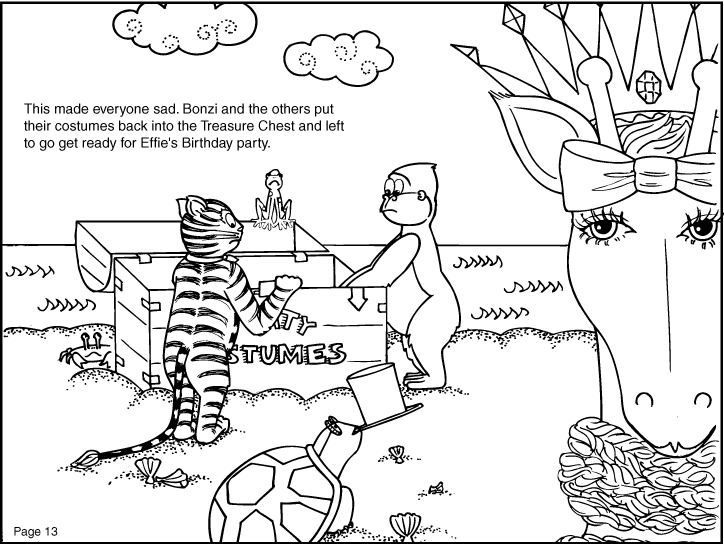 This made everyone sad. Bonzi and the others put
their costumes back into the Treasure Chest and left
to go get ready for Effie's Birthday party.
STUMES
Page 13